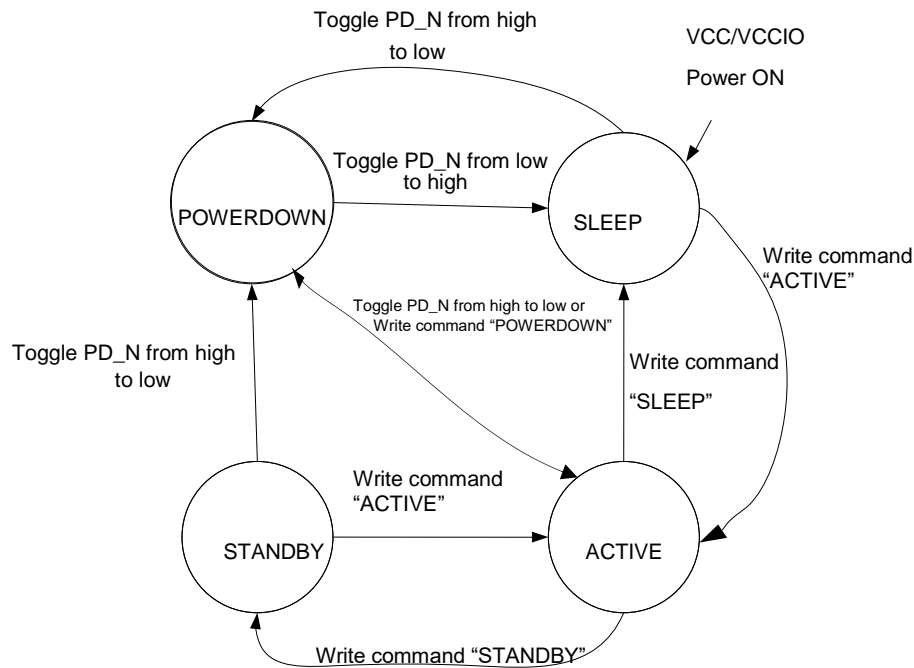 Toggle PD_N from high
to low
VCC/VCCIO
Power ON
Toggle PD_N from low
to high
POWERDOWN
SLEEP
Write command
“ACTIVE”
Toggle PD_N from high to low or
Write command “POWERDOWN”
Toggle PD_N from high
to low
Write command
“SLEEP”
Write command
“ACTIVE”
STANDBY
ACTIVE
Write command “STANDBY”